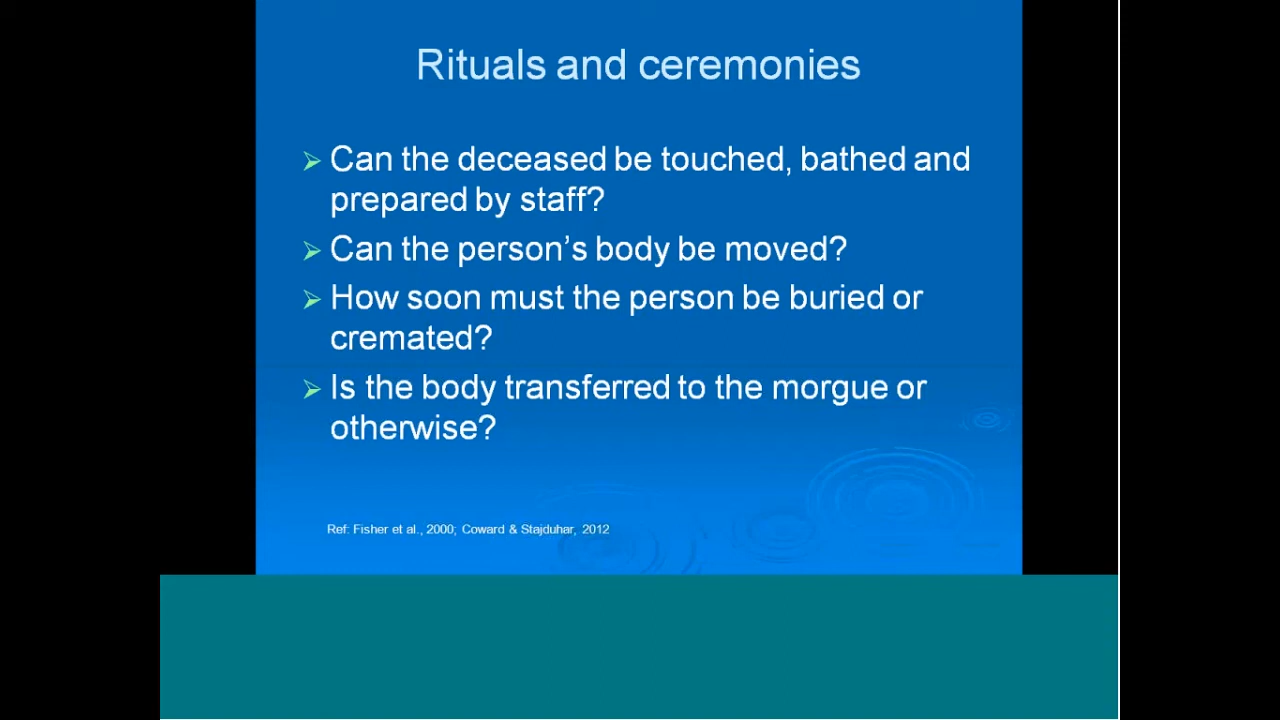 Rituals and ceremonies
Can the deceased be touched, bathed and
prepared by staff?
Can the person’s body be moved?
How soon must the person be buried or
cremated?
Is the body transferred to the morgue or
otherwise?
Ref: Fisher et al., 2000; Coward & Stajduhar, 2012